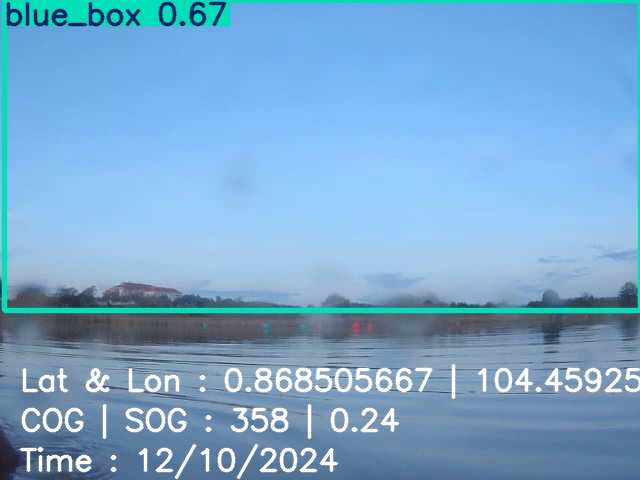 blue_box 0.67
Lat & Lon : 0.868505667 | 104.45925
COG | SOG : 358 | 0.24
Time : 12/10/2024